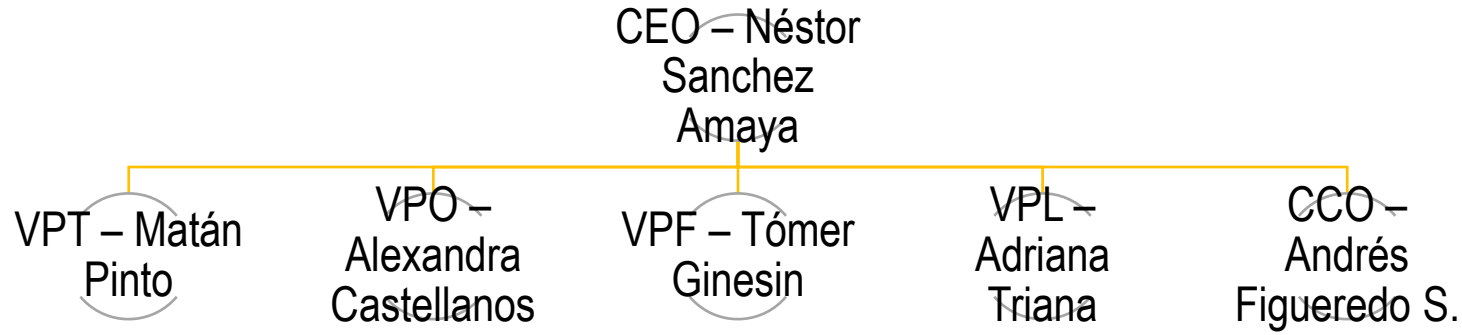 CEO – Néstor
Sanchez
Amaya
VPT – Matán
Pinto
VPO –
Alexandra
Castellanos
VPF – Tómer
Ginesin
VPL –
Adriana
Triana
CCO –
Andrés
Figueredo S.